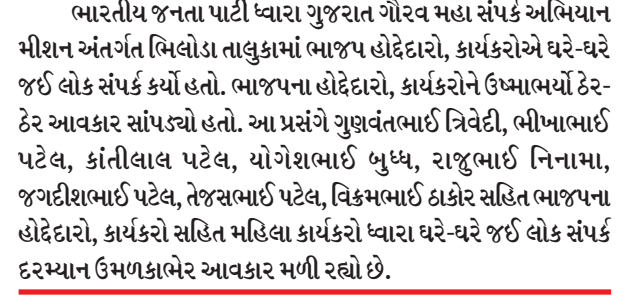 ભારતીય જનતા પાર્ટી ધ્વારા ગુજરાત ગૌરવ મહા સંપર્ક અભિયાન
મીશન અંતર્ગત ભિલોડા તાલુકામાં ભાજપ હોદ્દેદારો, કાર્યકરોએ ઘરે-ઘરે
જઈ લોક સંપર્ક કર્યો હતો. ભાજપના હોદ્દેદારો, કાર્યકરોને ઉષ્માભર્યો ઠેર-
ઠેર આવકાર સાંપડ્યો હતો. આ પ્રસંગે ગુણવંતભાઈ ત્રિવેદી, ભીખાભાઈ
પટેલ, કાંતીલાલ પટેલ, યોગેશભાઈ બુધ્ધ, રાજુભાઈ નિનામા,
જગદીશભાઈ પટેલ, તેજસભાઈ પટેલ, વિક્રમભાઈ ઠાકોર સહિત ભાજપના
હોદ્દેદારો, કાર્યકરો સહિત મહિલા કાર્યકરો ધ્વારા ઘરે-ઘરે જઈ લોક સંપર્ક
દરમ્યાન ઉમળકાભેર આવકાર મળી રહ્યો છે.